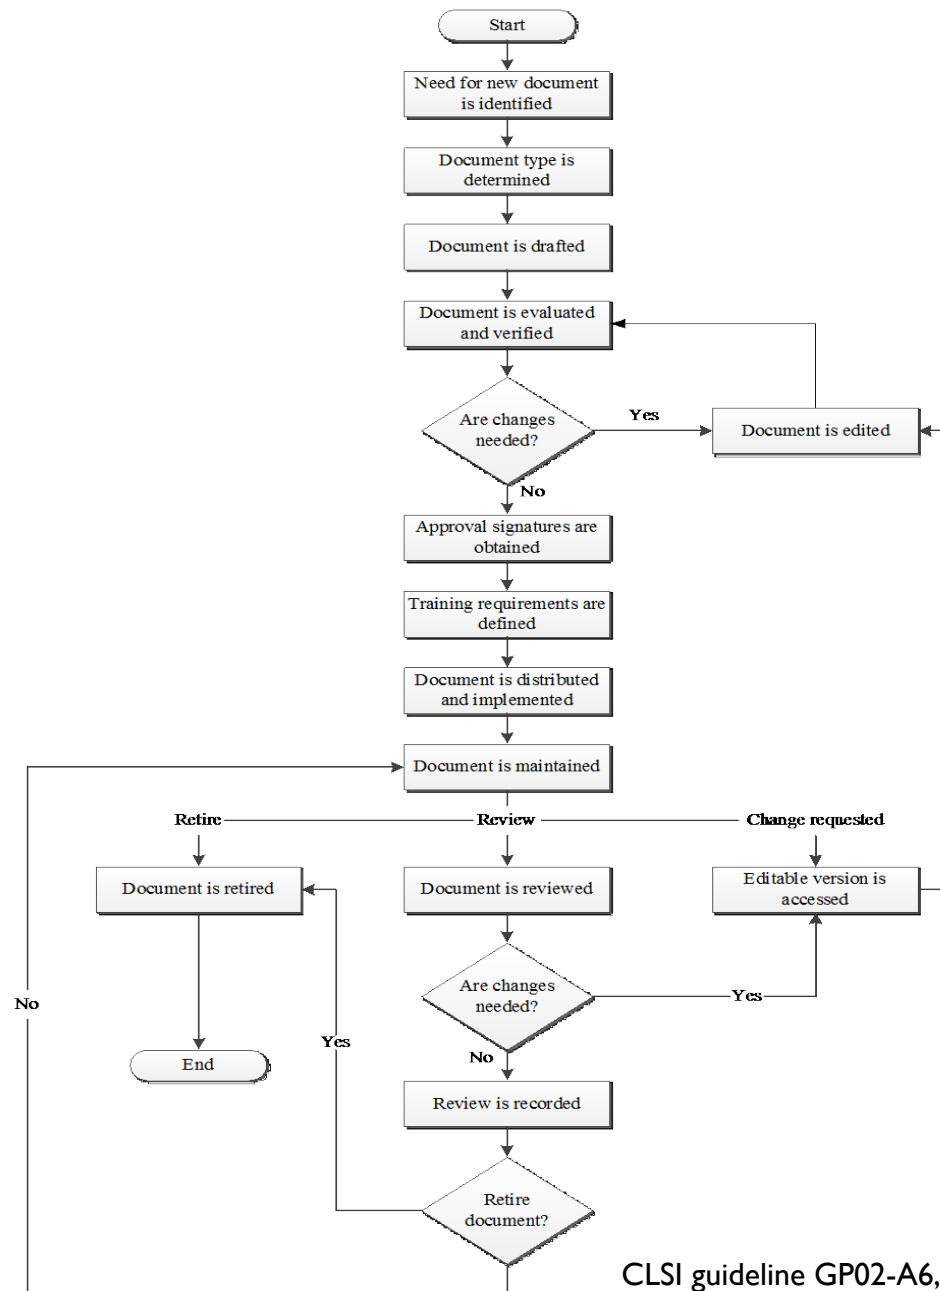 Start
Need for new document
is identified
Document type is
determined
Document is drafted
Document is evaluated
and verified
Are changes
needed?
Yes
Document is edited
No
Approval signatures are
obtained
Training requirements are
defined
Document is distributed
and implemented
Document is maintained
Retire
Review
Change requested
Document is retired
Document is reviewed
Editable version is
accessed
Are changes
needed?
Yes
No
No
Yes
End
Review is recorded
Retire
document?
CLSI guideline GP02-A6,